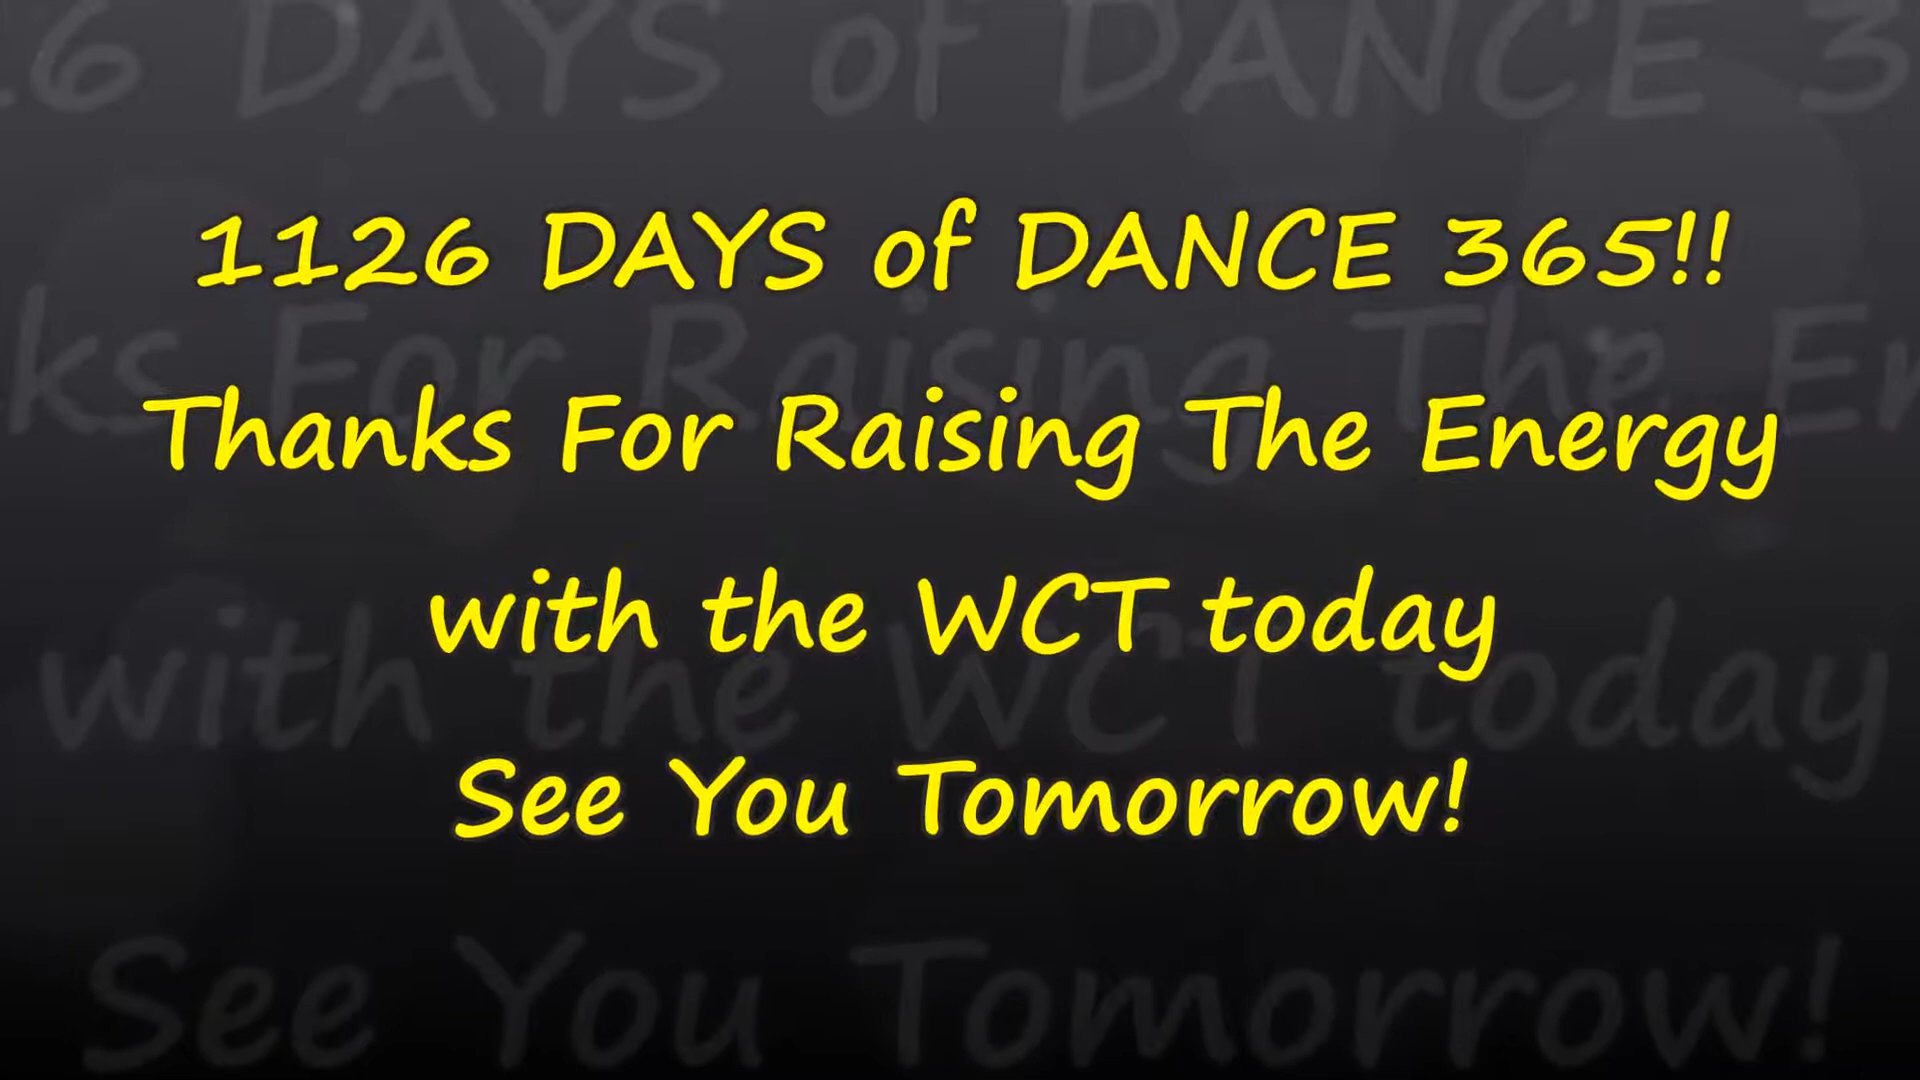 1126 DAYS of DANCE 365!!
Thanks For Raising The Energy
with the WCT today
See You Tomorrow!